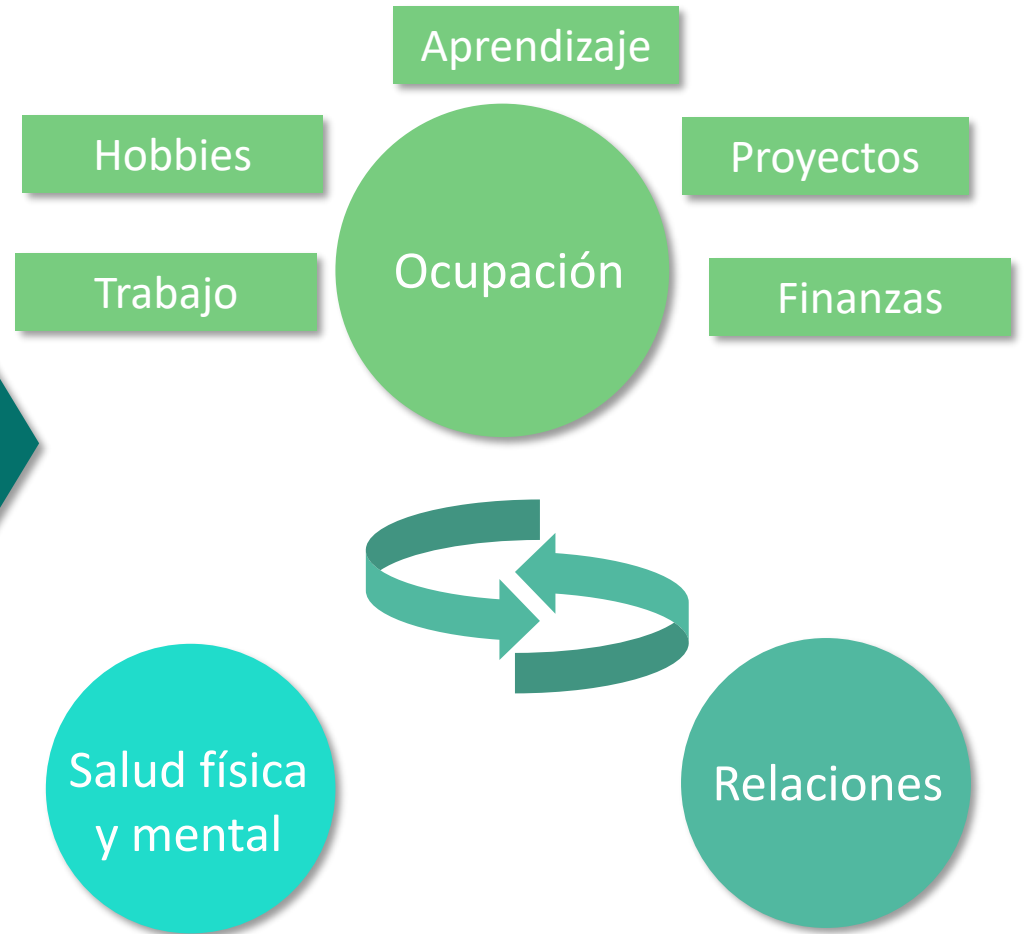 Aprendizaje
Hobbies
Proyectos
Trabajo
Ocupación
Finanzas
Salud física
y mental
Relaciones